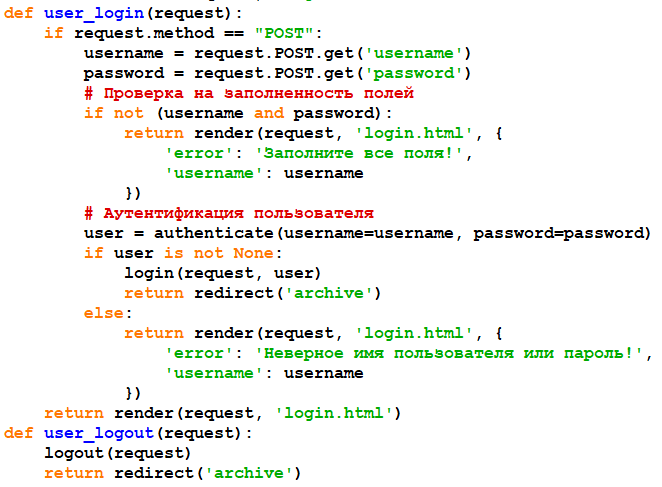 def user_login(request):
    if request.method == "POST":
        username = request.POST.get('username')
        password = request.POST.get('password')
        # Проверка на заполненность полей
        if not (username and password):
            return render(request, 'login.html', {
                'error': 'Заполните все поля!',
                'username': username
            })
        # Аутентификация пользователя
        user = authenticate(username=username, password=password)
        if user is not None:
            login(request, user)
            return redirect('archive')
        else:
            return render(request, 'login.html', {
                'error': 'Неверное имя пользователя или пароль!',
                'username': username
            })
    return render(request, 'login.html')
def user_logout(request):
    logout(request)
    return redirect('archive')